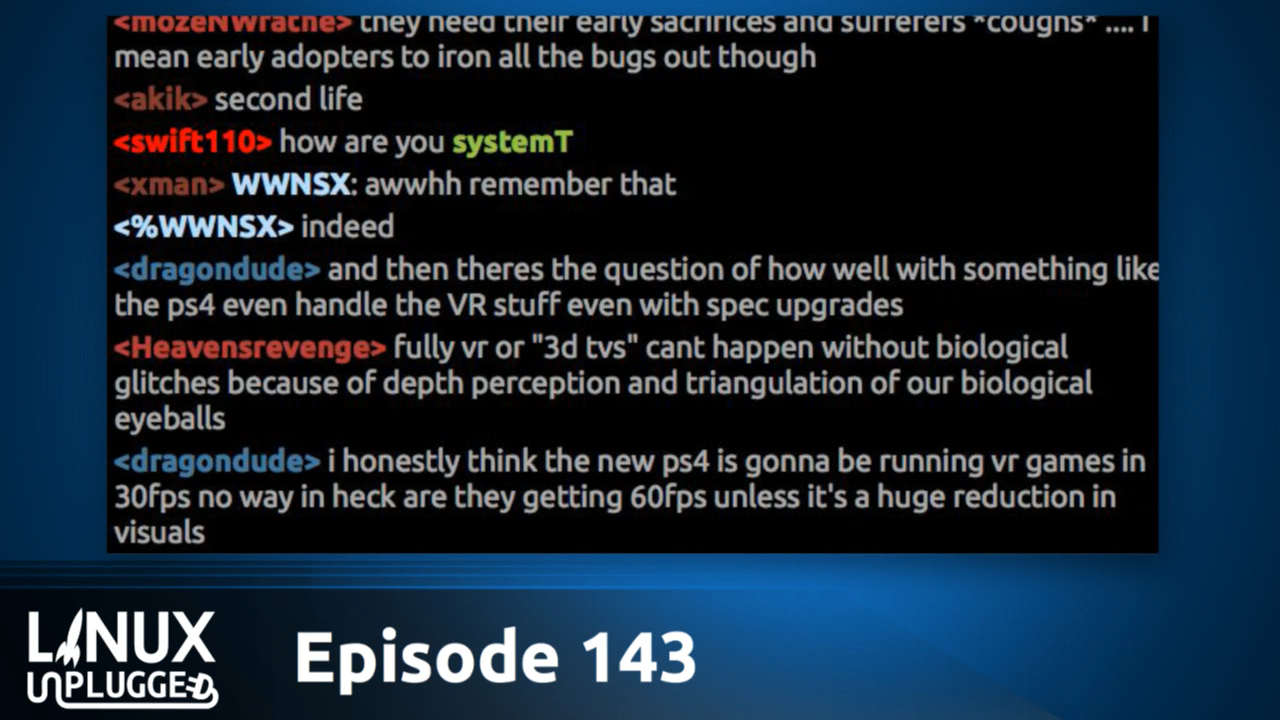 <mozeNwrathe> they need their early sacrifices and sufferers *coughs* .... I
mean early adopters to iron all the bugs out though
<akik> second life
<swift110> how are you systemT
<xman> WWNSX: awwhh remember that
<%WWNSX> indeed
<dragondude> and then theres the question of how well with something like
the ps4 even handle the VR stuff even with spec upgrades
<Heavensrevenge> fully vr or "3d tvs" cant happen without biological
glitches because of depth perception and triangulation of our biological
eyeballs
<dragondude> i honestly think the new ps4 is gonna be running vr games in
30fps no way in heck are they getting 60fps unless it's a huge reduction in
visuals
LINUX
UNPLUGGED
Episode 143